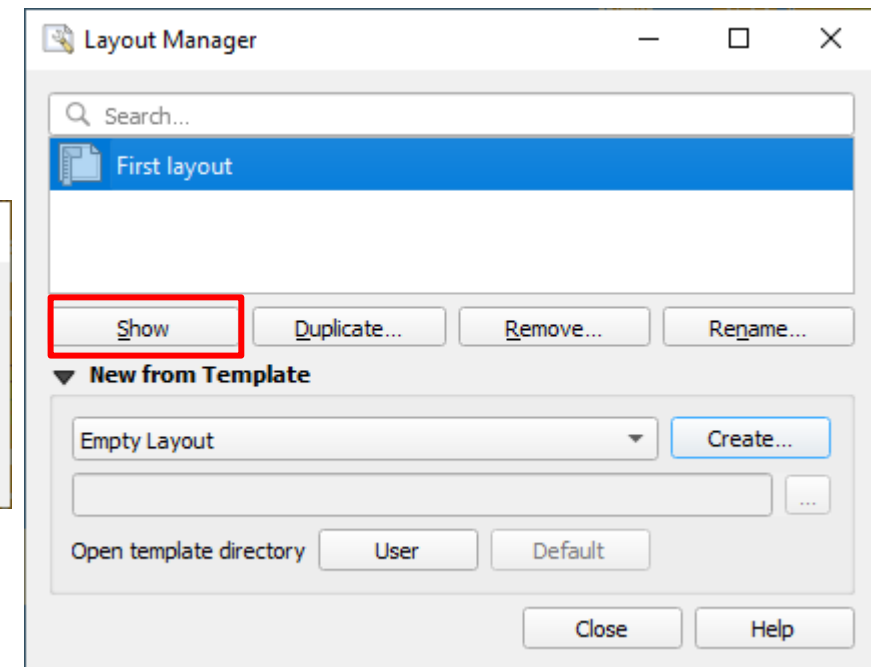 Layout Manager
Search...
First layout
Show Duplicate... Remove... Rename...
New from Template
Empty Layout Create...
...
Open template directory User Default
Close Help